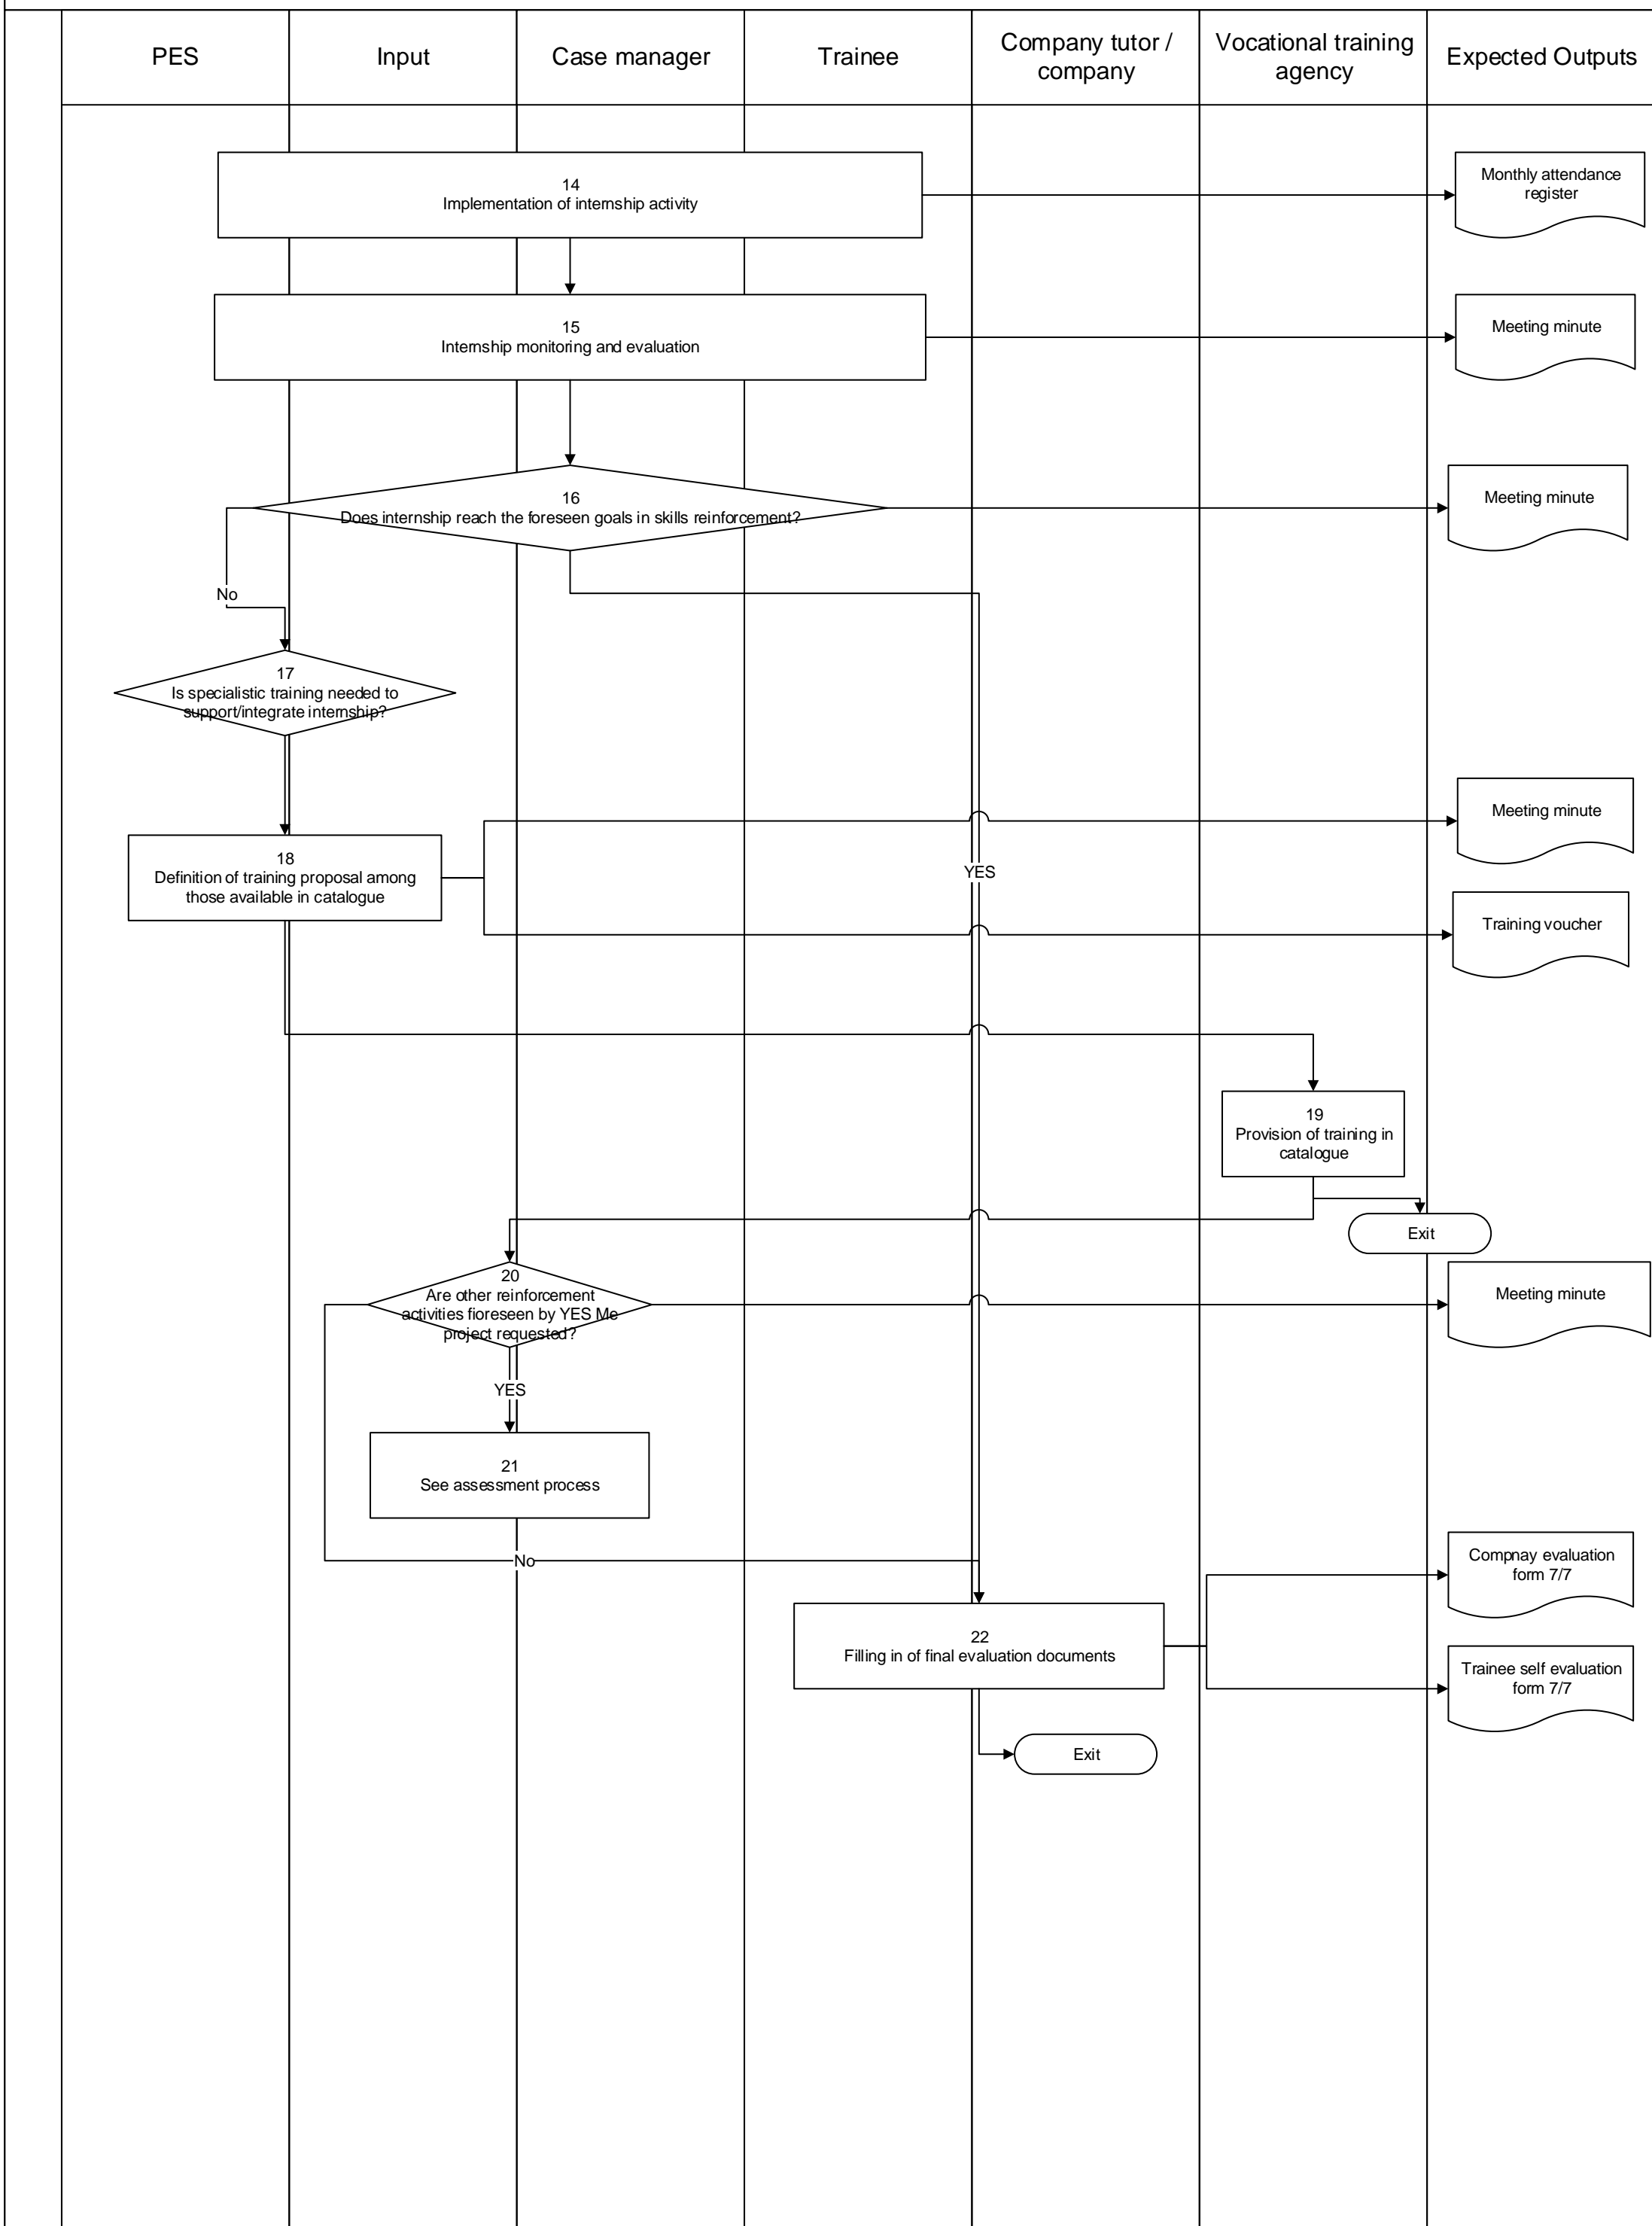 PES
Input
Case manager
Trainee
Company tutor /
company
Vocational training
agency
Expected Outputs
14
Implementation of internship activity
Monthly attendance
register
15
Internship monitoring and evaluation
Meeting minute
16
Does internship reach the foreseen goals in skills reinforcement?
Meeting minute
No
17
Is specialistic training needed to
support/integrate internship?
Meeting minute
18
Definition of training proposal among
those available in catalogue
YES
Training voucher
19
Provision of training in
catalogue
Exit
20
Are other reinforcement
activities fioreseen by YES Me
project requested?
Meeting minute
YES
21
See assessment process
No
Compnay evaluation
form 7/7
22
Filling in of final evaluation documents
Trainee self evaluation
form 7/7
Exit